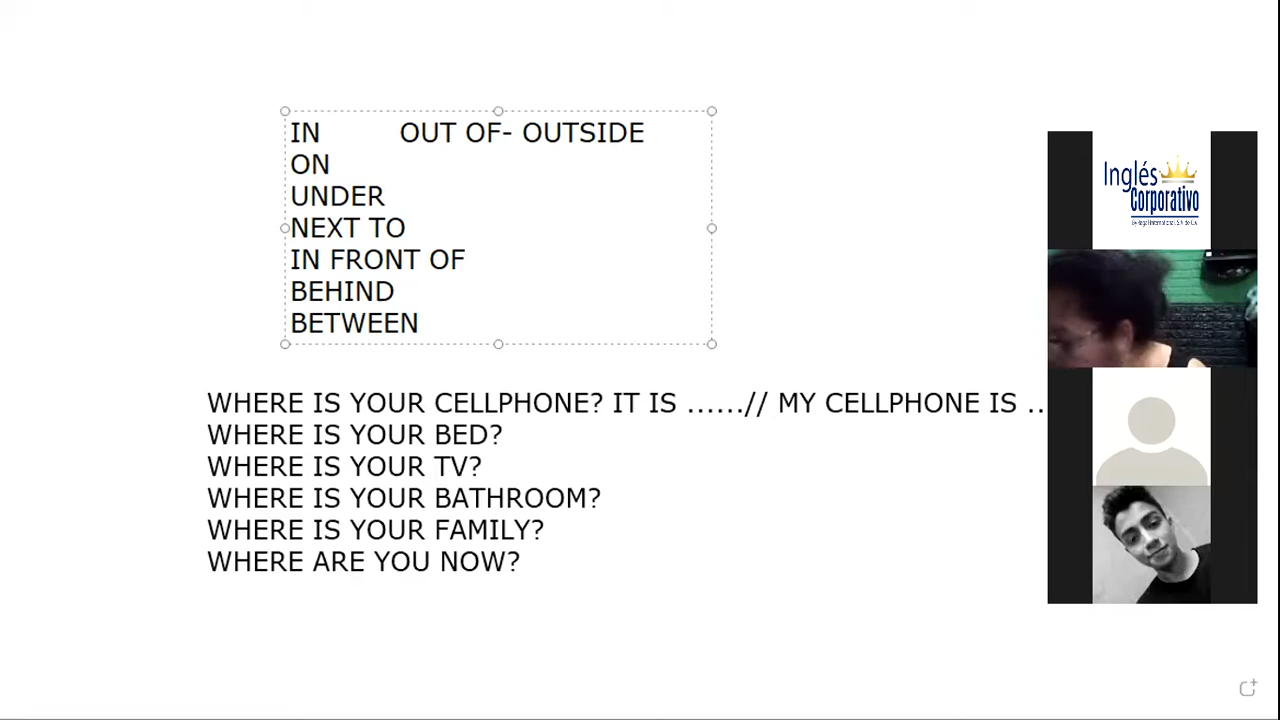 IN OUT OF- OUTSIDE
ON
UNDER
NEXT TO
IN FRONT OF
BEHIND
BETWEEN
WHERE IS YOUR CELLPHONE? IT IS ……// MY CELLPHONE IS ..
WHERE IS YOUR BED?
WHERE IS YOUR TV?
WHERE IS YOUR BATHROOM?
WHERE IS YOUR FAMILY?
WHERE ARE YOU NOW?
Inglés
Corporativo